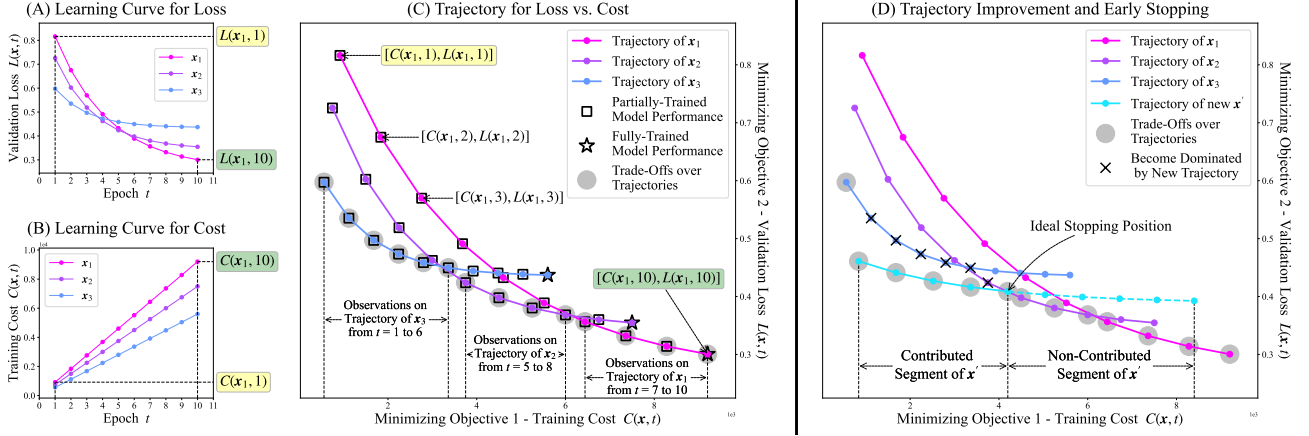 (A) Learning Curve for Loss
Validation Loss L(x, t)
0.8
0.7
0.6
0.5
0.4
0.3
x1
x2
x3
L(x1, 1)
L(x1, 10)
0 1 2 3 4 5 6 7 8 9 10 11
Epoch t
(B) Learning Curve for Cost
1e4
Training Cost C(x, t)
1.0
0.8
0.6
0.4
0.2
0.0
x1
x2
x3
C(x1, 10)
C(x1, 1)
0 1 2 3 4 5 6 7 8 9 10 11
Epoch t
(C) Trajectory for Loss vs. Cost
[C(x1, 1), L(x1, 1)]
[C(x1, 2), L(x1, 2)]
[C(x1, 3), L(x1, 3)]
[C(x1, 10), L(x1, 10)]
Trajectory of x1
Trajectory of x2
Trajectory of x3
Partially-Trained
Model Performance
Fully-Trained
Model Performance
Trade-Offs over
Trajectories
Observations on
Trajectory of x3
from t = 1 to 6
Observations on
Trajectory of x2
from t = 5 to 8
Observations on
Trajectory of x1
from t = 7 to 10
0.8
0.7
0.6
0.5
0.4
0.3
Minimizing Objective 2 - Validation Loss L(x, t)
2 4 6 8
1e3
Minimizing Objective 1 - Training Cost C(x, t)
(D) Trajectory Improvement and Early Stopping
Trajectory of x1
Trajectory of x2
Trajectory of x3
Trajectory of new x′
Trade-Offs over
Trajectories
Become Dominated
by New Trajectory
Ideal Stopping Position
Contributed
Segment of x′
Non-Contributed
Segment of x′
0.8
0.7
0.6
0.5
0.4
0.3
Minimizing Objective 2 - Validation Loss L(x, t)
2 4 6 8
1e3
Minimizing Objective 1 - Training Cost C(x, t)